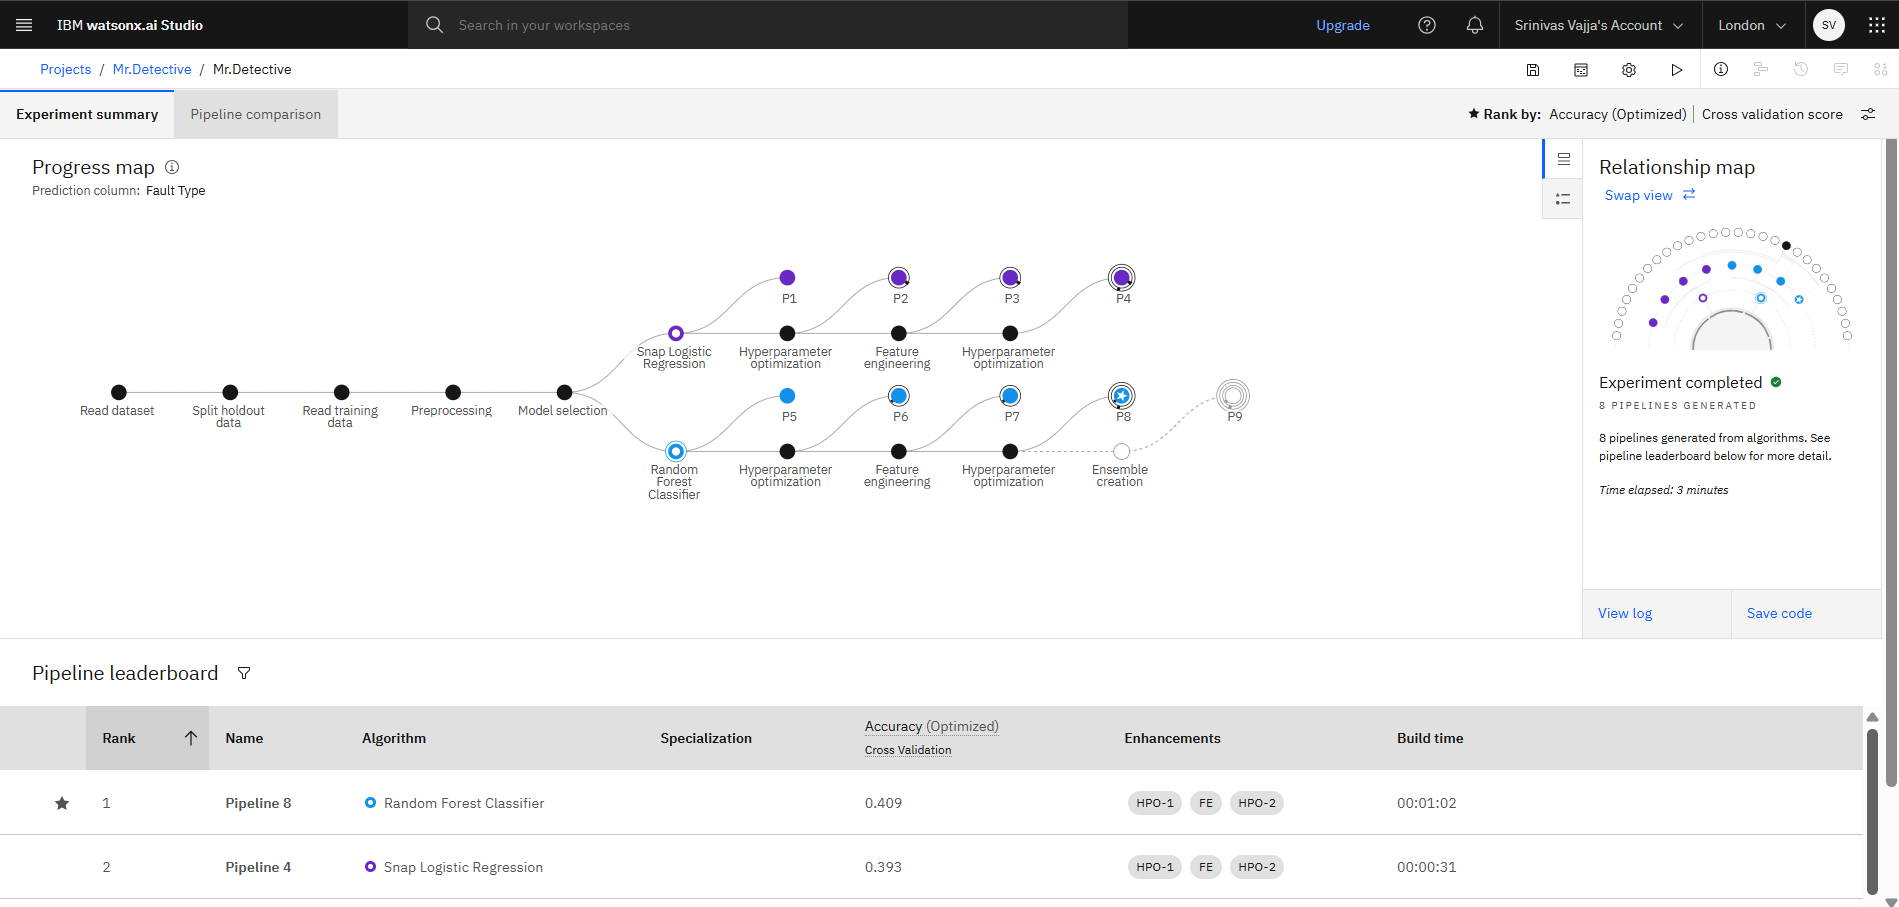 IBM watsonx.ai Studio
Search in your workspaces
Upgrade
Srinivas Vajja's Account
London
SV
Projects / Mr.Detective / Mr.Detective
Experiment summary
Pipeline comparison
Rank by: Accuracy (Optimized) | Cross validation score
Progress map
Prediction column: Fault Type
P1
P2
P3
P4
Snap Logistic
Regression
Hyperparameter
optimization
Feature
engineering
Hyperparameter
optimization
Read dataset
Split holdout
data
Read training
data
Preprocessing
Model selection
P5
P6
P7
P8
P9
Random
Forest
Classifier
Hyperparameter
optimization
Feature
engineering
Hyperparameter
optimization
Ensemble
creation
Relationship map
Swap view
Experiment completed
8 PIPELINES GENERATED
8 pipelines generated from algorithms. See
pipeline leaderboard below for more detail.
Time elapsed: 3 minutes
View log
Save code
Pipeline leaderboard
Rank
Name
Algorithm
Specialization
Accuracy (Optimized)
Cross Validation
Enhancements
Build time
1 Pipeline 8 Random Forest Classifier 0.409 HPO-1 FE HPO-2 00:01:02
2 Pipeline 4 Snap Logistic Regression 0.393 HPO-1 FE HPO-2 00:00:31